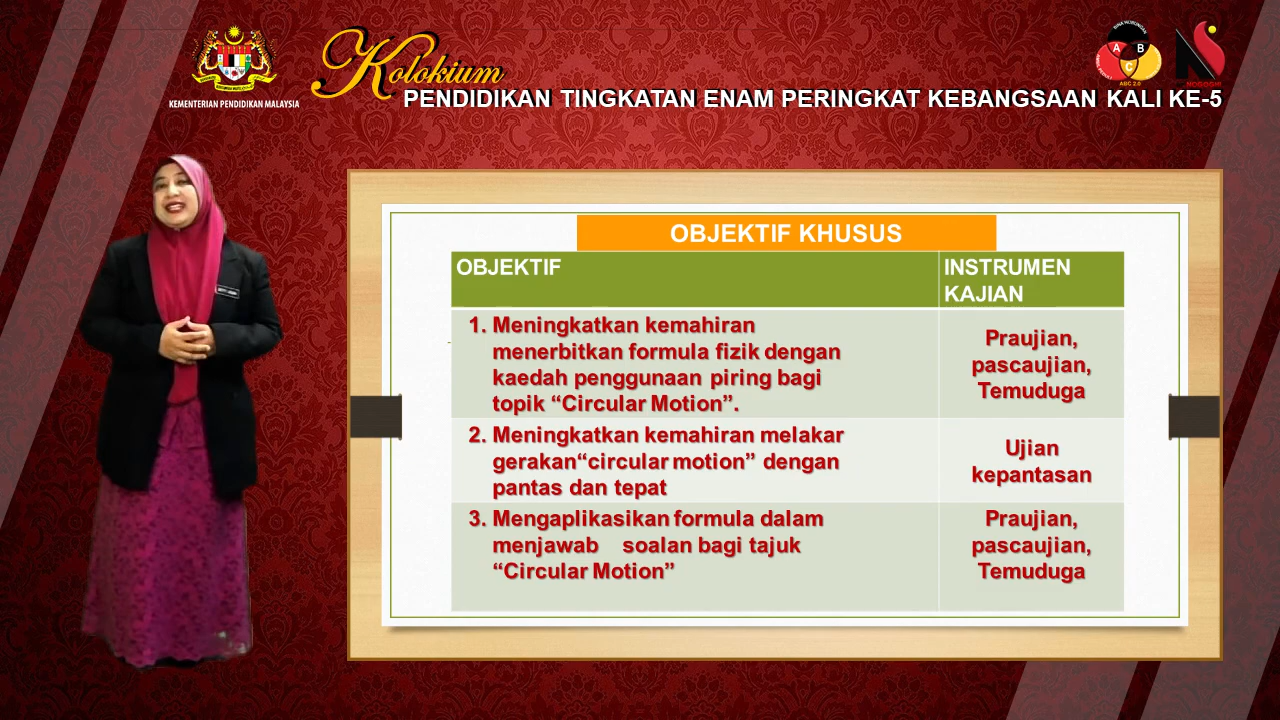 KEMENTERIAN PENDIDIKAN MALAYSIA
Kolokium
PENDIDIKAN TINGKATAN ENAM PERINGKAT KEBANGSAAN KALI KE-5
A B
C
ABC 2.0
OBJEKTIF KHUSUS
OBJEKTIF
INSTRUMEN
KAJIAN
1. Meningkatkan kemahiran
menerbitkan formula fizik dengan
kaedah penggunaan piring bagi
topik “Circular Motion”.
Praujian,
pascaujian,
Temuduga
2. Meningkatkan kemahiran melakar
gerakan“circular motion” dengan
pantas dan tepat
Ujian
kepantasan
3. Mengaplikasikan formula dalam
menjawab soalan bagi tajuk
“Circular Motion”
Praujian,
pascaujian,
Temuduga